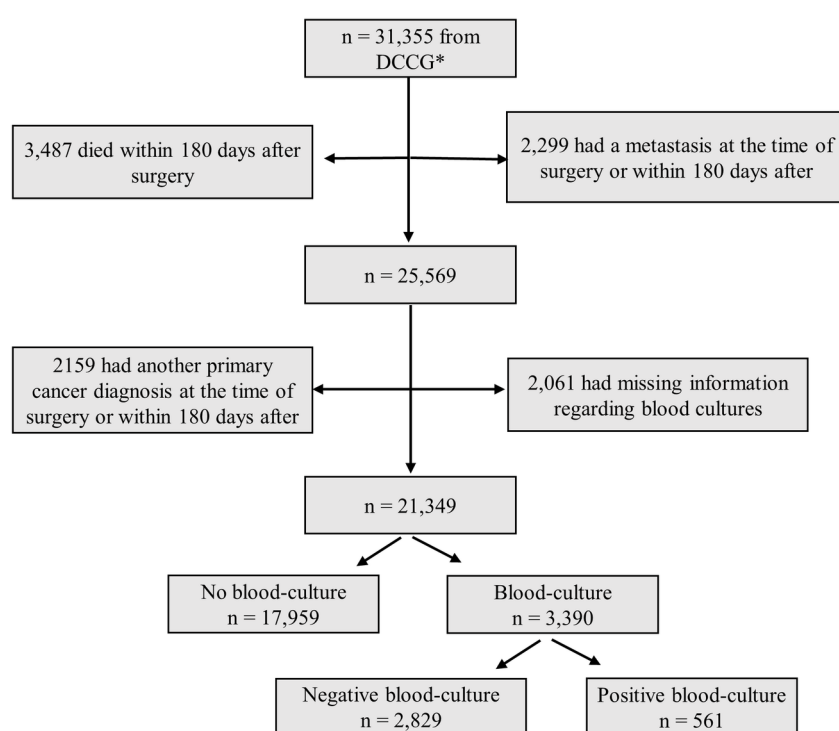 n = 31,355 from
DCCG*
3,487 died within 180 days after
surgery
2,299 had a metastasis at the time of
surgery or within 180 days after
n = 25,569
2159 had another primary
cancer diagnosis at the time of
surgery or within 180 days after
2,061 had missing information
regarding blood cultures
n = 21,349
No blood-culture
n = 17,959
Blood-culture
n = 3,390
Negative blood-culture
n = 2,829
Positive blood-culture
n = 561